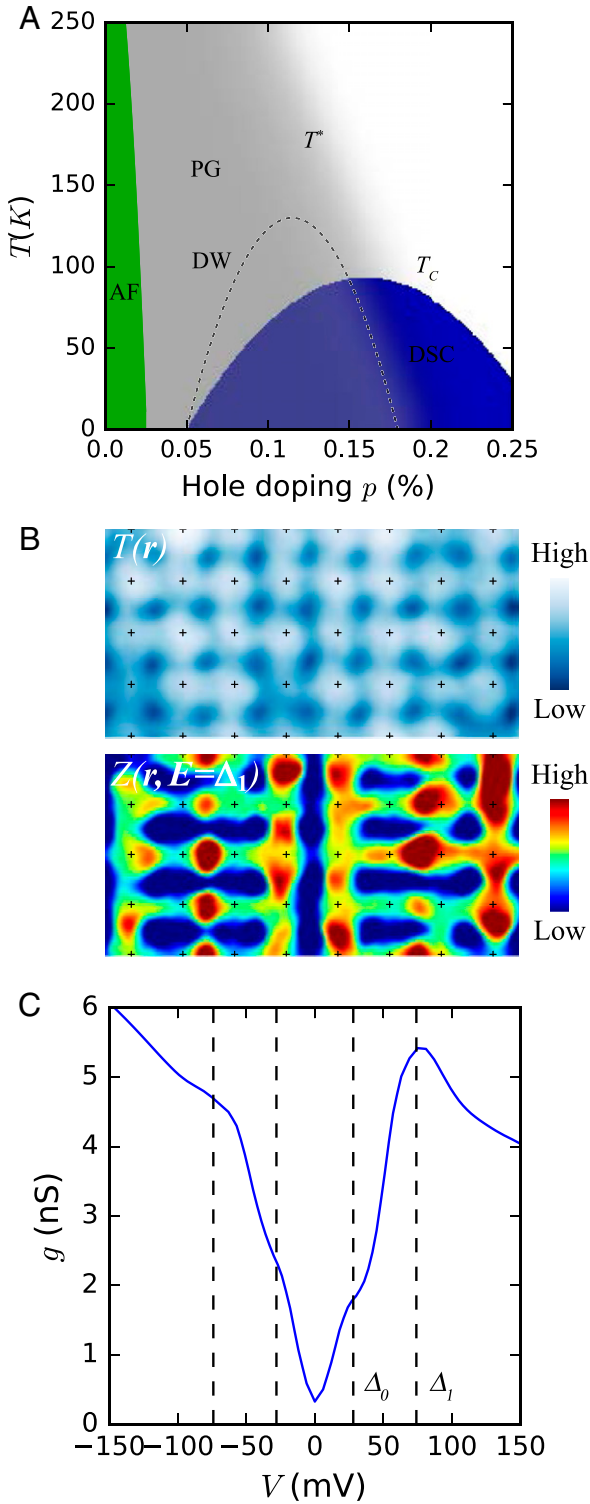 A
250
200
150
100
50
0
T(K)
PG
T*
DW
T_C
AF
DSC
0.0 0.05 0.1 0.15 0.2 0.25
Hole doping p (%)
B
T(r)
High
Low
Z(r, E=Δ₁)
High
Low
C
6
5
4
3
2
1
0
g (nS)
Δ₀ Δ₁
−150 −100 −50 0 50 100 150
V (mV)